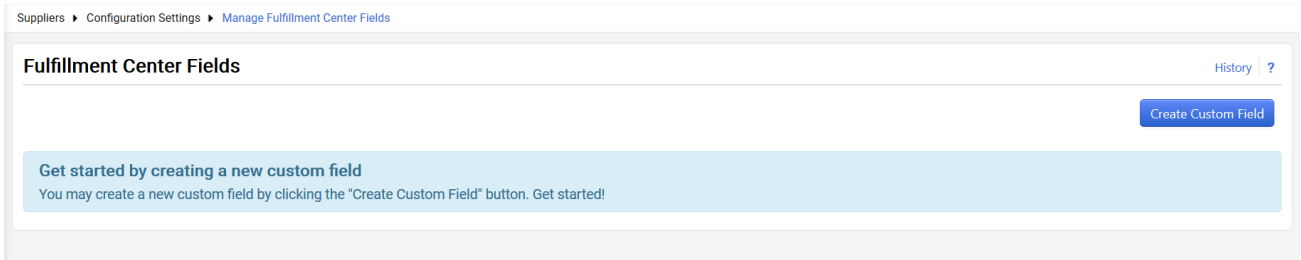 Suppliers ▸ Configuration Settings ▸ Manage Fulfillment Center Fields
Fulfillment Center Fields
History ?
Create Custom Field
Get started by creating a new custom field
You may create a new custom field by clicking the "Create Custom Field" button. Get started!